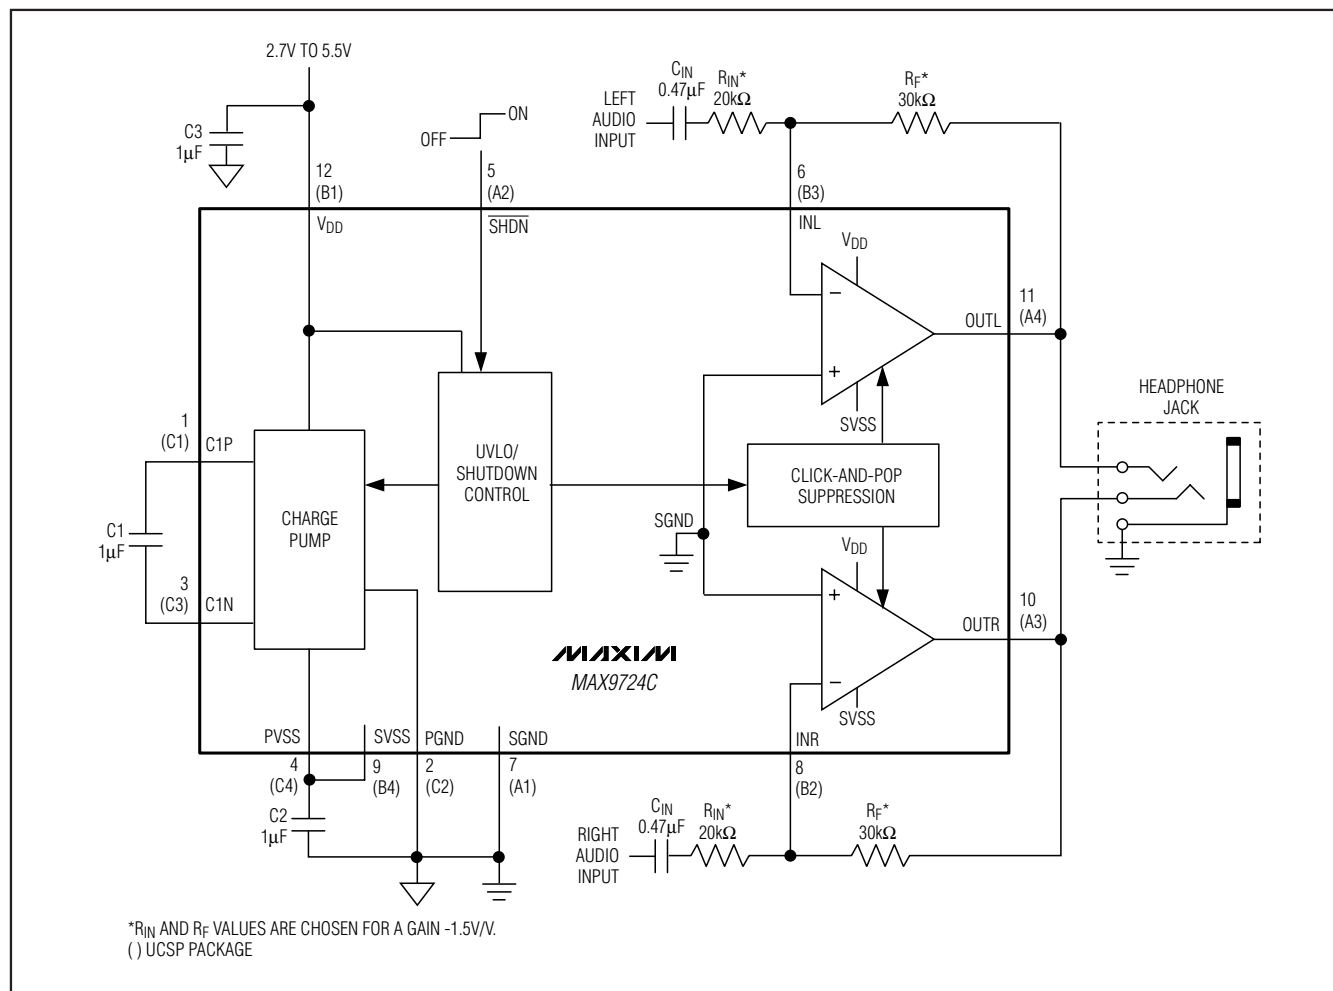 2.7V TO 5.5V
C3
1µF
12
(B1)
VDD
OFF
ON
5
(A2)
SHDN
LEFT
AUDIO
INPUT
CIN
0.47µF
RIN*
20kΩ
RF*
30kΩ
6
(B3)
INL
VDD
−
+
SVSS
OUTL
11
(A4)
HEADPHONE
JACK
1
(C1)
C1P
C1
1µF
3
(C3)
C1N
CHARGE
PUMP
UVLO/
SHUTDOWN
CONTROL
CLICK-AND-POP
SUPPRESSION
SGND
VDD
+
−
SVSS
OUTR
10
(A3)
MAXIM
MAX9724C
PVSS
SVSS
PGND
SGND
INR
4
(C4)
9
(B4)
2
(C2)
7
(A1)
8
(B2)
C2
1µF
RIGHT
AUDIO
INPUT
CIN
0.47µF
RIN*
20kΩ
RF*
30kΩ
*RIN AND RF VALUES ARE CHOSEN FOR A GAIN -1.5V/V.
( ) UCSP PACKAGE